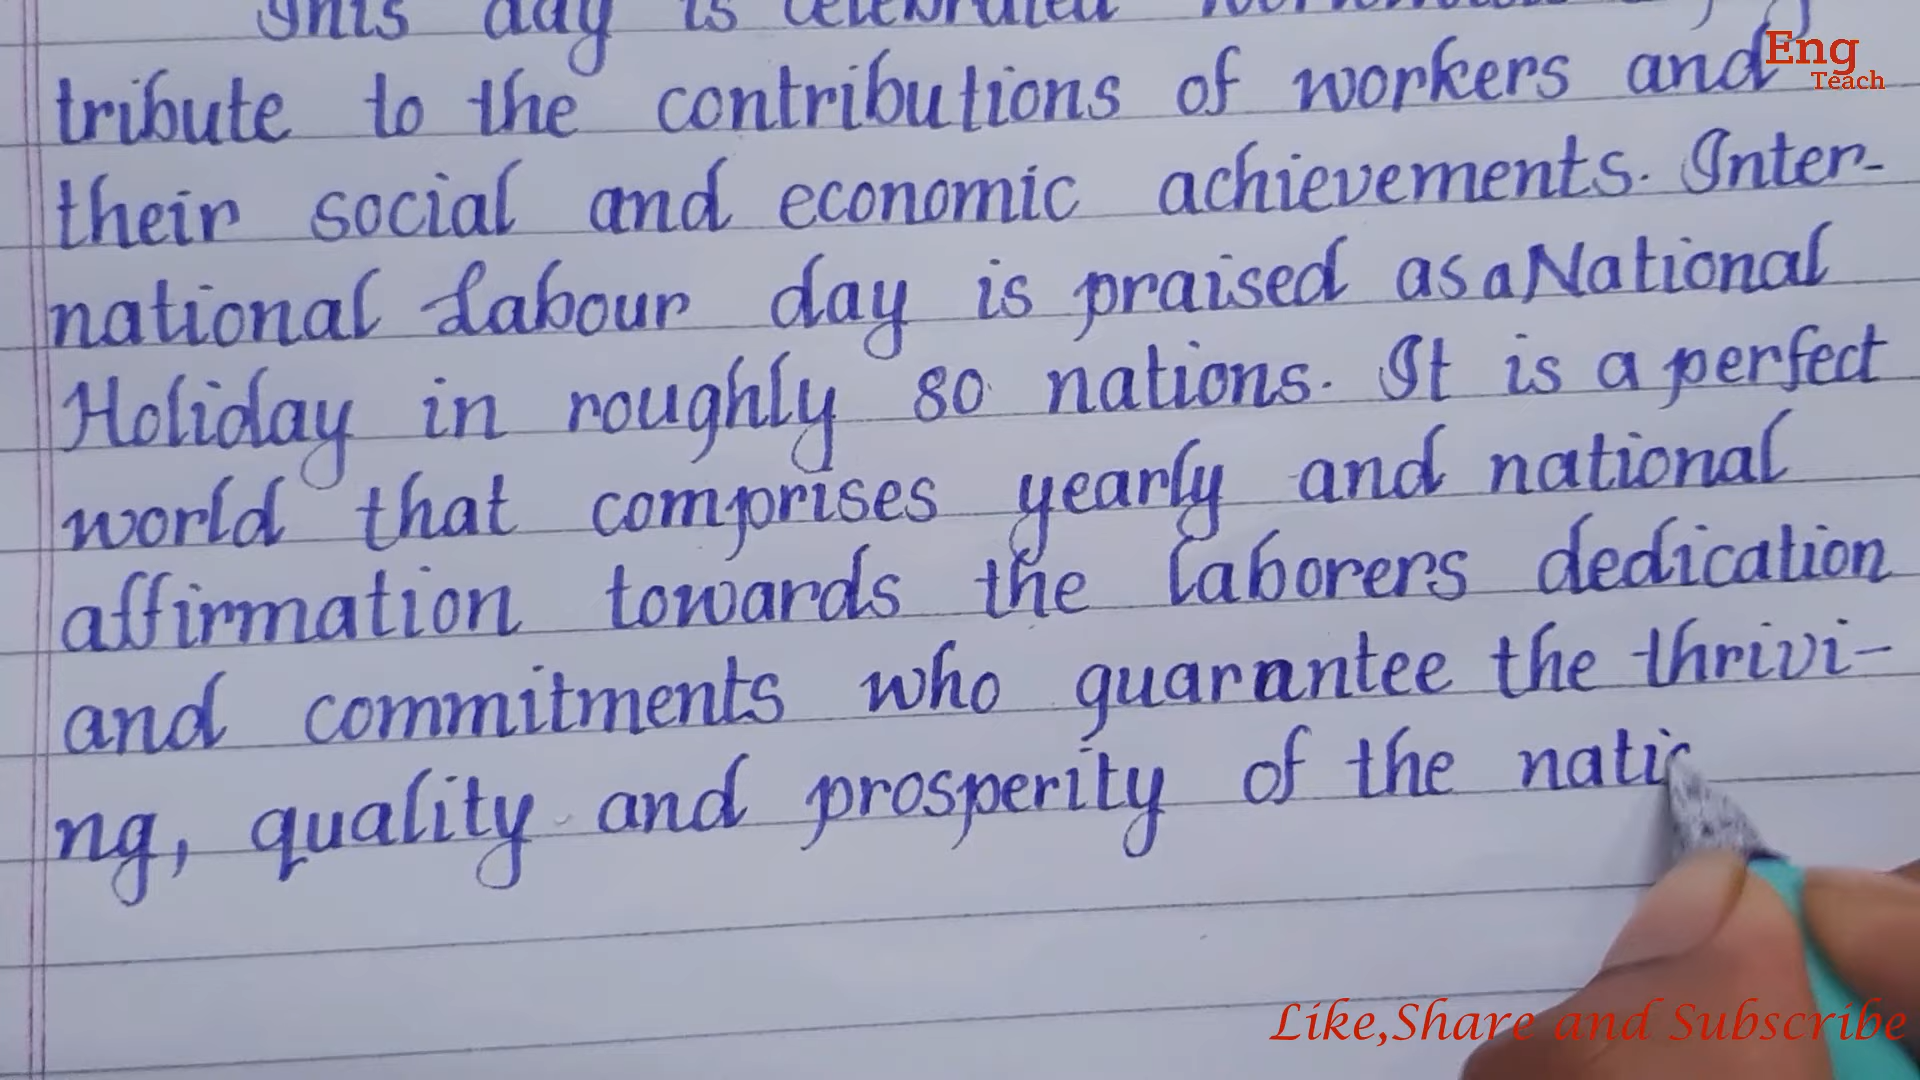 This day is celebrated
tribute to the contributions of workers and
their social and economic achievements. Inter-
national Labour day is praised as a National
Holiday in roughly 80 nations. It is a perfect
world that comprises yearly and national
affirmation towards the laborers dedication
and commitments who guarantee the thrivi-
ng, quality and prosperity of the natio
Eng
Teach
Like,Share and Subscribe